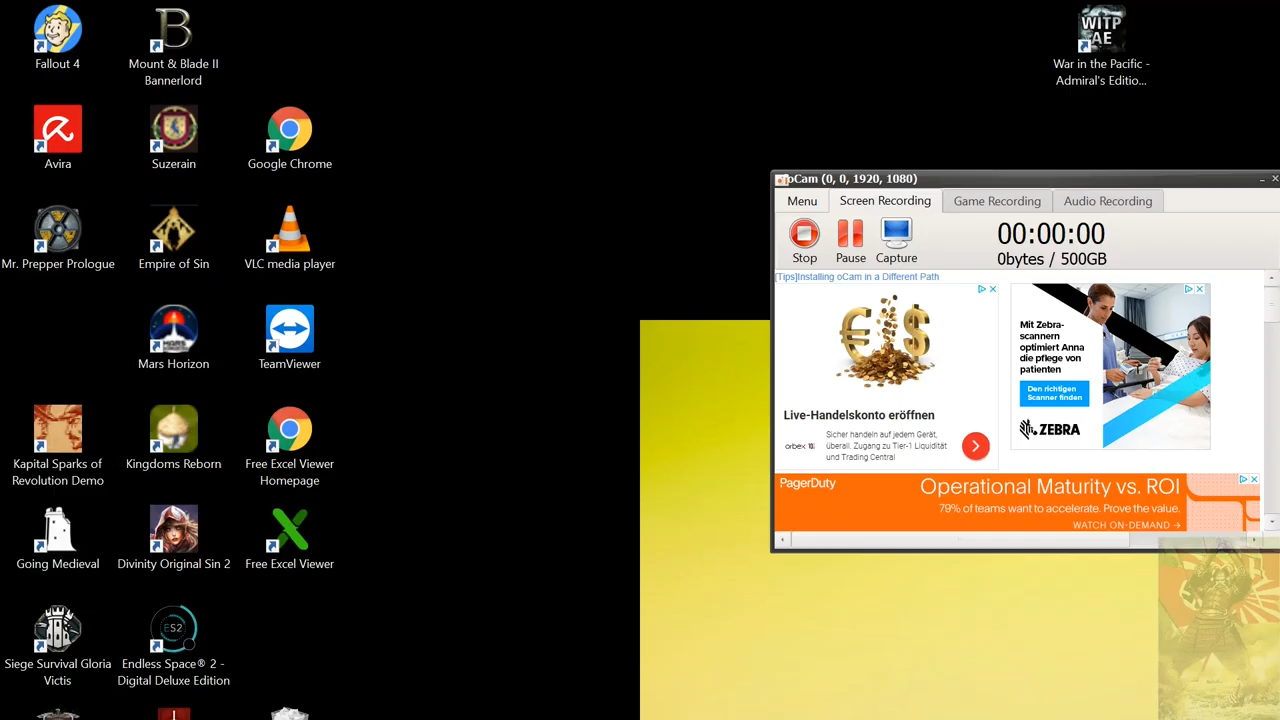 Fallout 4
Mount & Blade II
Bannerlord
WITP
AE
War in the Pacific -
Admiral's Editio...
Avira
Suzerain
Google Chrome
Mr. Prepper Prologue
Empire of Sin
VLC media player
MARS
Mars Horizon
TeamViewer
Kapital Sparks of
Revolution Demo
Kingdoms Reborn
Free Excel Viewer
Homepage
Going Medieval
Divinity Original Sin 2
Free Excel Viewer
ES2
Siege Survival Gloria
Victis
Endless Space® 2 -
Digital Deluxe Edition
oCam (0, 0, 1920, 1080)
Menu
Screen Recording
Game Recording
Audio Recording
Stop
Pause
Capture
00:00:00
0bytes / 500GB
[Tips]Installing oCam in a Different Path
Live-Handelskonto eröffnen
orbex
Sicher handeln auf jedem Gerät,
überall. Zugang zu Tier-1 Liquidität
und Trading Central
Mit Zebra-
scannern
optimiert Anna
die pflege von
patienten
Den richtigen
Scanner finden
ZEBRA
PagerDuty
Operational Maturity vs. ROI
79% of teams want to accelerate. Prove the value.
WATCH ON-DEMAND →